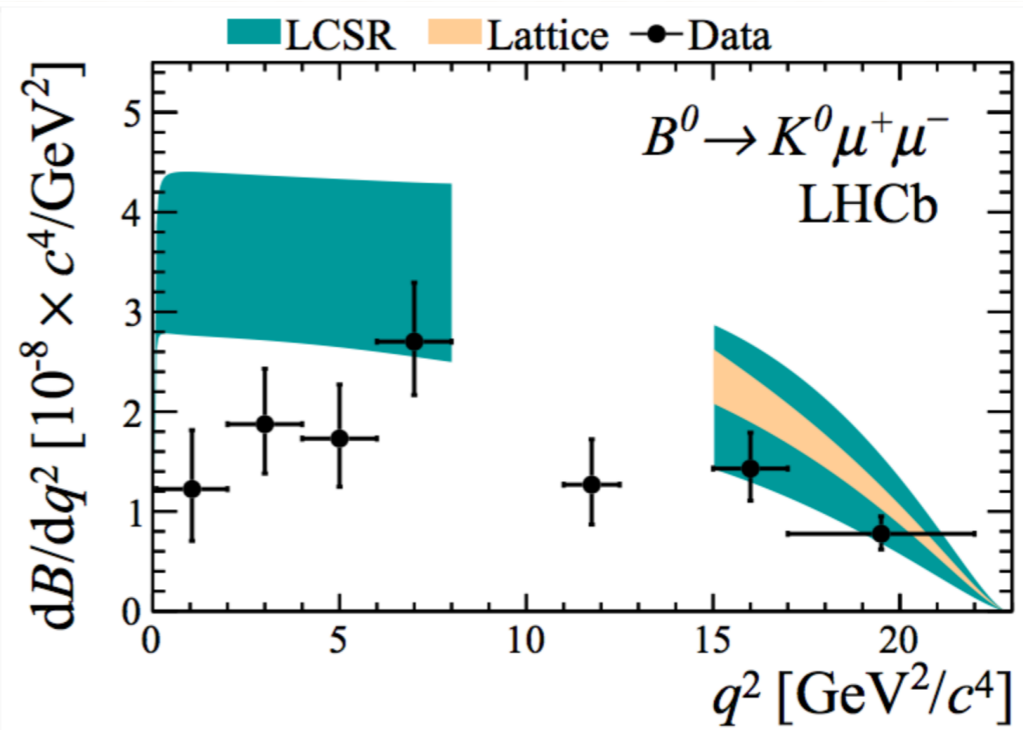 LCSR Lattice Data
dB/dq² [10⁻⁸ × c⁴/GeV²]
5
4
3
2
1
0
B⁰→K⁰μ⁺μ⁻
LHCb
0 5 10 15 20
q² [GeV²/c⁴]